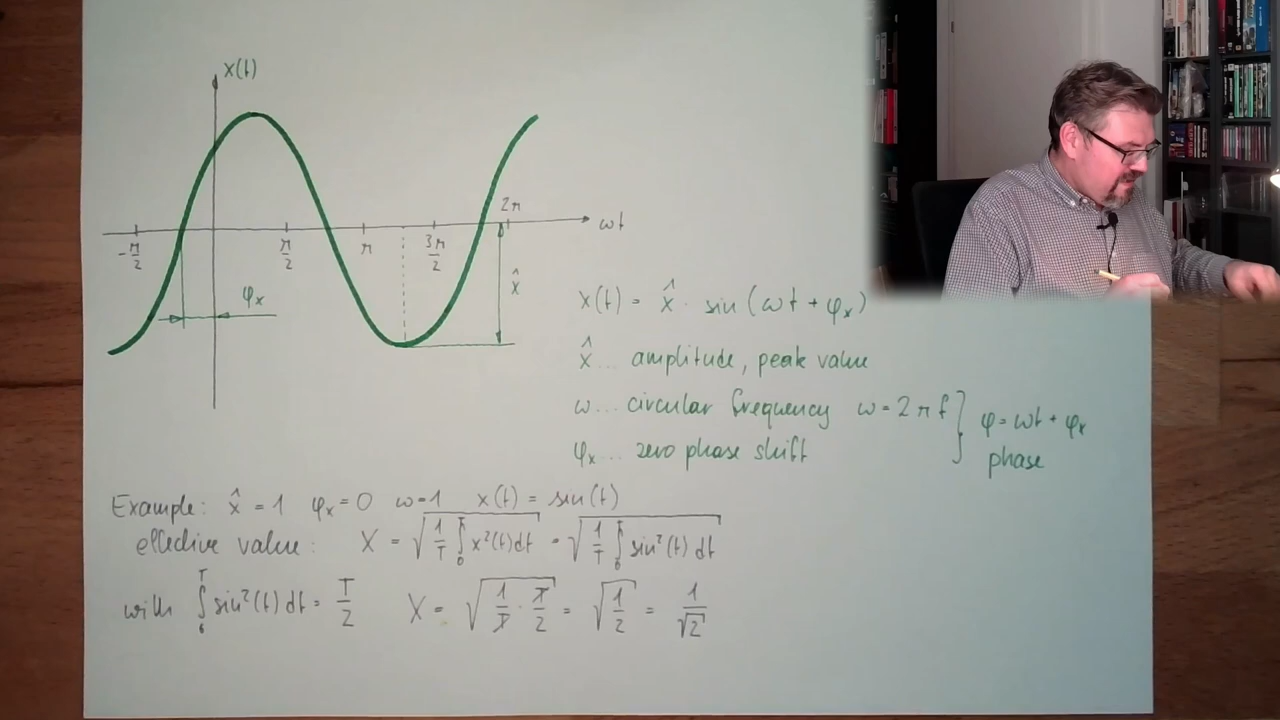 x(t)
2π
ωt
-π/2
π/2
π
3π/2
x̂
φₓ
x(t) = x̂ · sin (ωt + φₓ)
x̂ ... amplitude, peak value
ω ... circular frequency ω = 2πf } φ = ωt + φₓ
φₓ ... zero phase shift phase
Example: x̂ = 1 φₓ = 0 ω=1 x(t) = sin(t)
effective value: X = √(1/T ∫₀ᵀ x²(t)dt) = √(1/T ∫₀ᵀ sin²(t) dt)
with ∫₀ᵀ sin²(t) dt = T/2 X = √(1/T · T/2) = √(1/2) = 1/√2